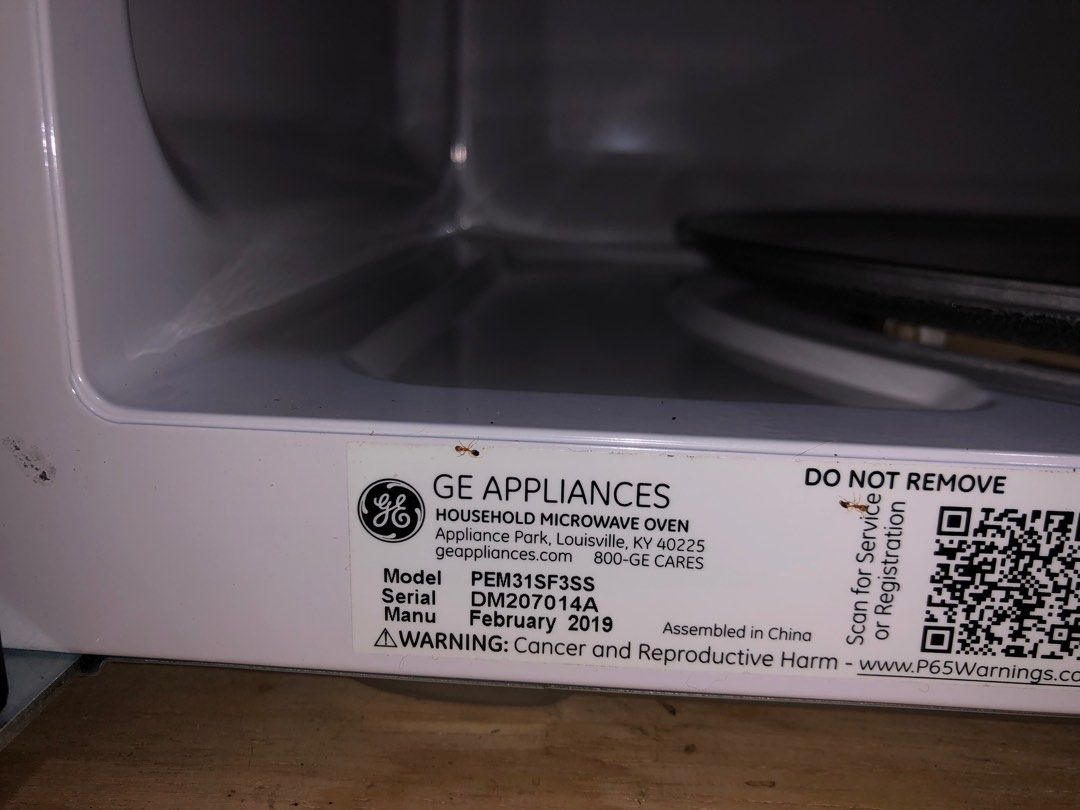 GE APPLIANCES
HOUSEHOLD MICROWAVE OVEN
Appliance Park, Louisville, KY 40225
geappliances.com 800-GE CARES
Model PEM31SF3SS
Serial DM207014A
Manu February 2019
Assembled in China
⚠WARNING: Cancer and Reproductive Harm - www.P65Warnings.co
DO NOT REMOVE
Scan for Service
or Registration
GE